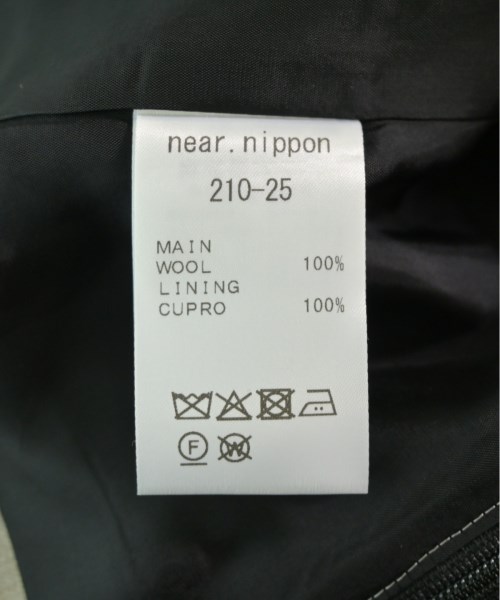 near.nippon
210-25
MAIN
WOOL 100%
LINING
CUPRO 100%
F W